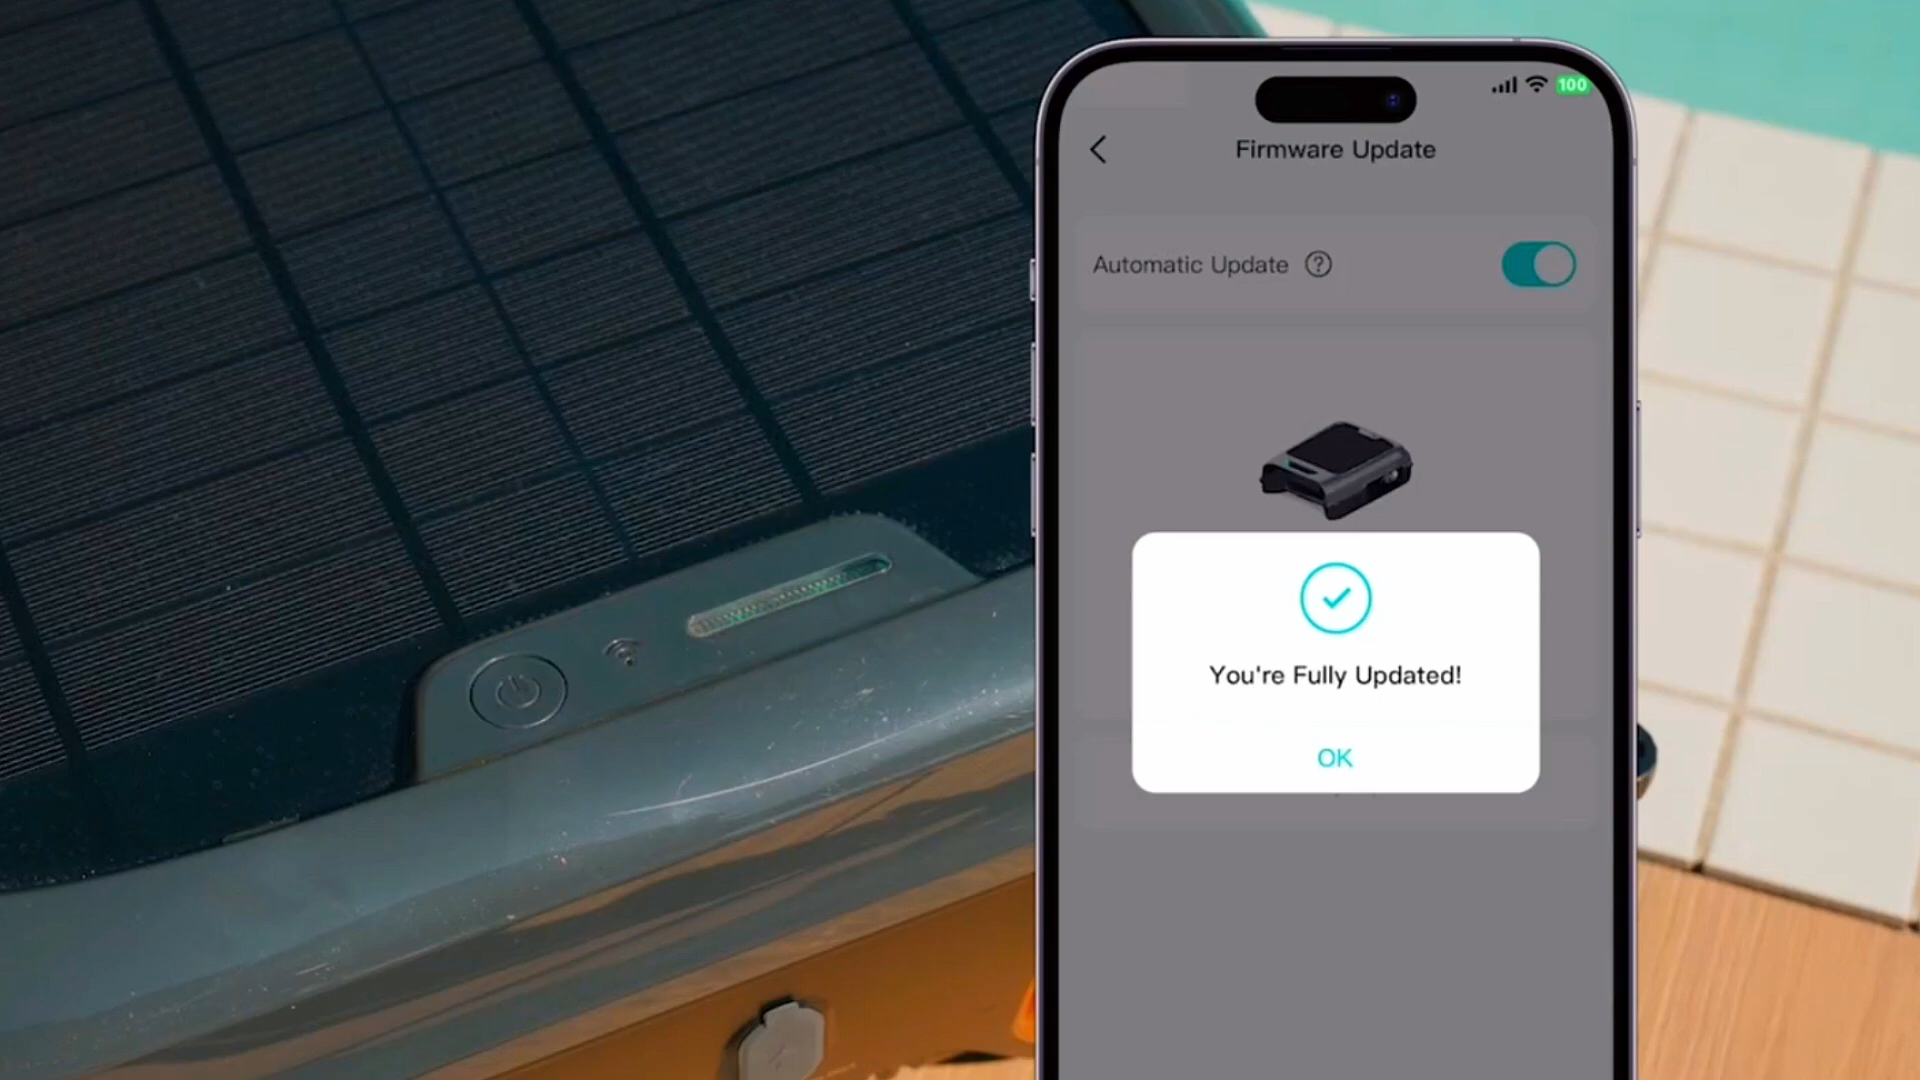 100
Firmware Update
Automatic Update ?
You're Fully Updated!
OK